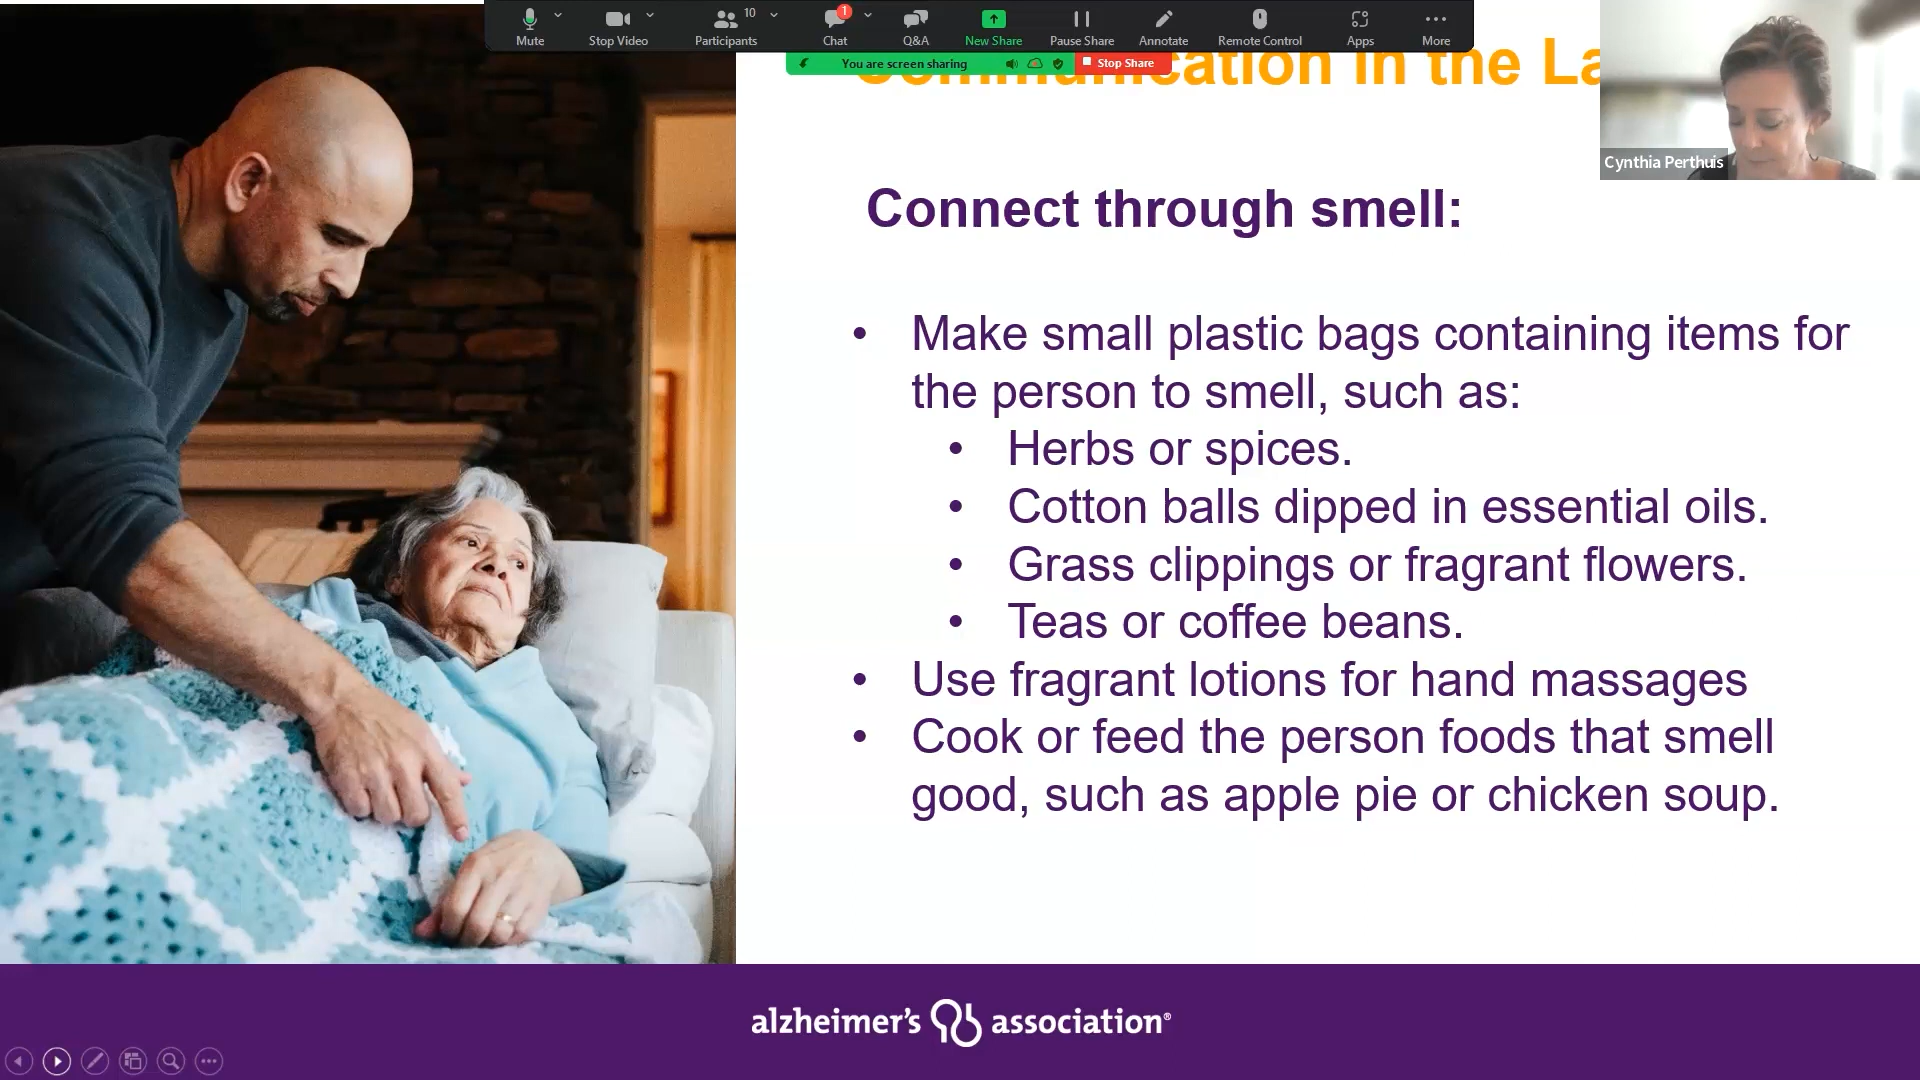 Mute
Stop Video
Participants
10
Chat
1
Q&A
New Share
Pause Share
Annotate
Remote Control
Apps
More
You are screen sharing
Stop Share
Communication in the La
Cynthia Perthuis
Connect through smell:
• Make small plastic bags containing items for
the person to smell, such as:
• Herbs or spices.
• Cotton balls dipped in essential oils.
• Grass clippings or fragrant flowers.
• Teas or coffee beans.
• Use fragrant lotions for hand massages
• Cook or feed the person foods that smell
good, such as apple pie or chicken soup.
alzheimer's association®